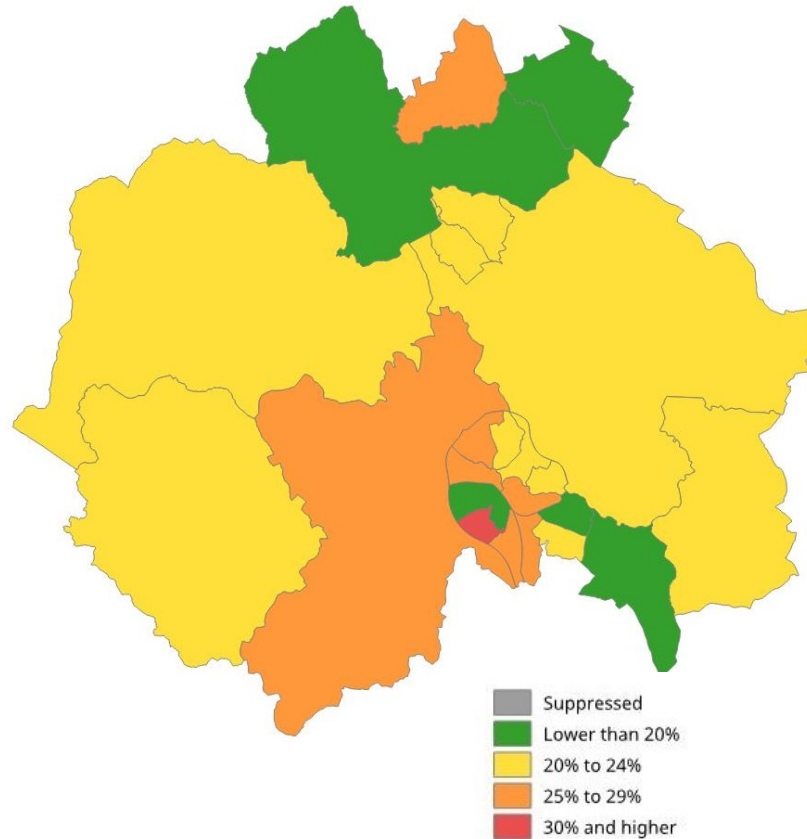 Suppressed
Lower than 20%
20% to 24%
25% to 29%
30% and higher